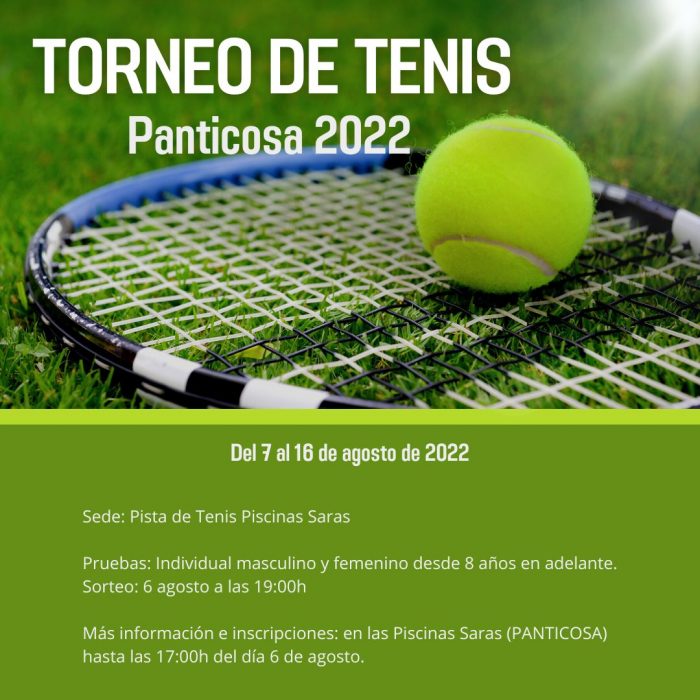 TORNEO DE TENIS
Panticosa 2022
Del 7 al 16 de agosto de 2022
Sede: Pista de Tenis Piscinas Saras
Pruebas: Individual masculino y femenino desde 8 años en adelante.
Sorteo: 6 agosto a las 19:00h
Más información e inscripciones: en las Piscinas Saras (PANTICOSA)
hasta las 17:00h del día 6 de agosto.